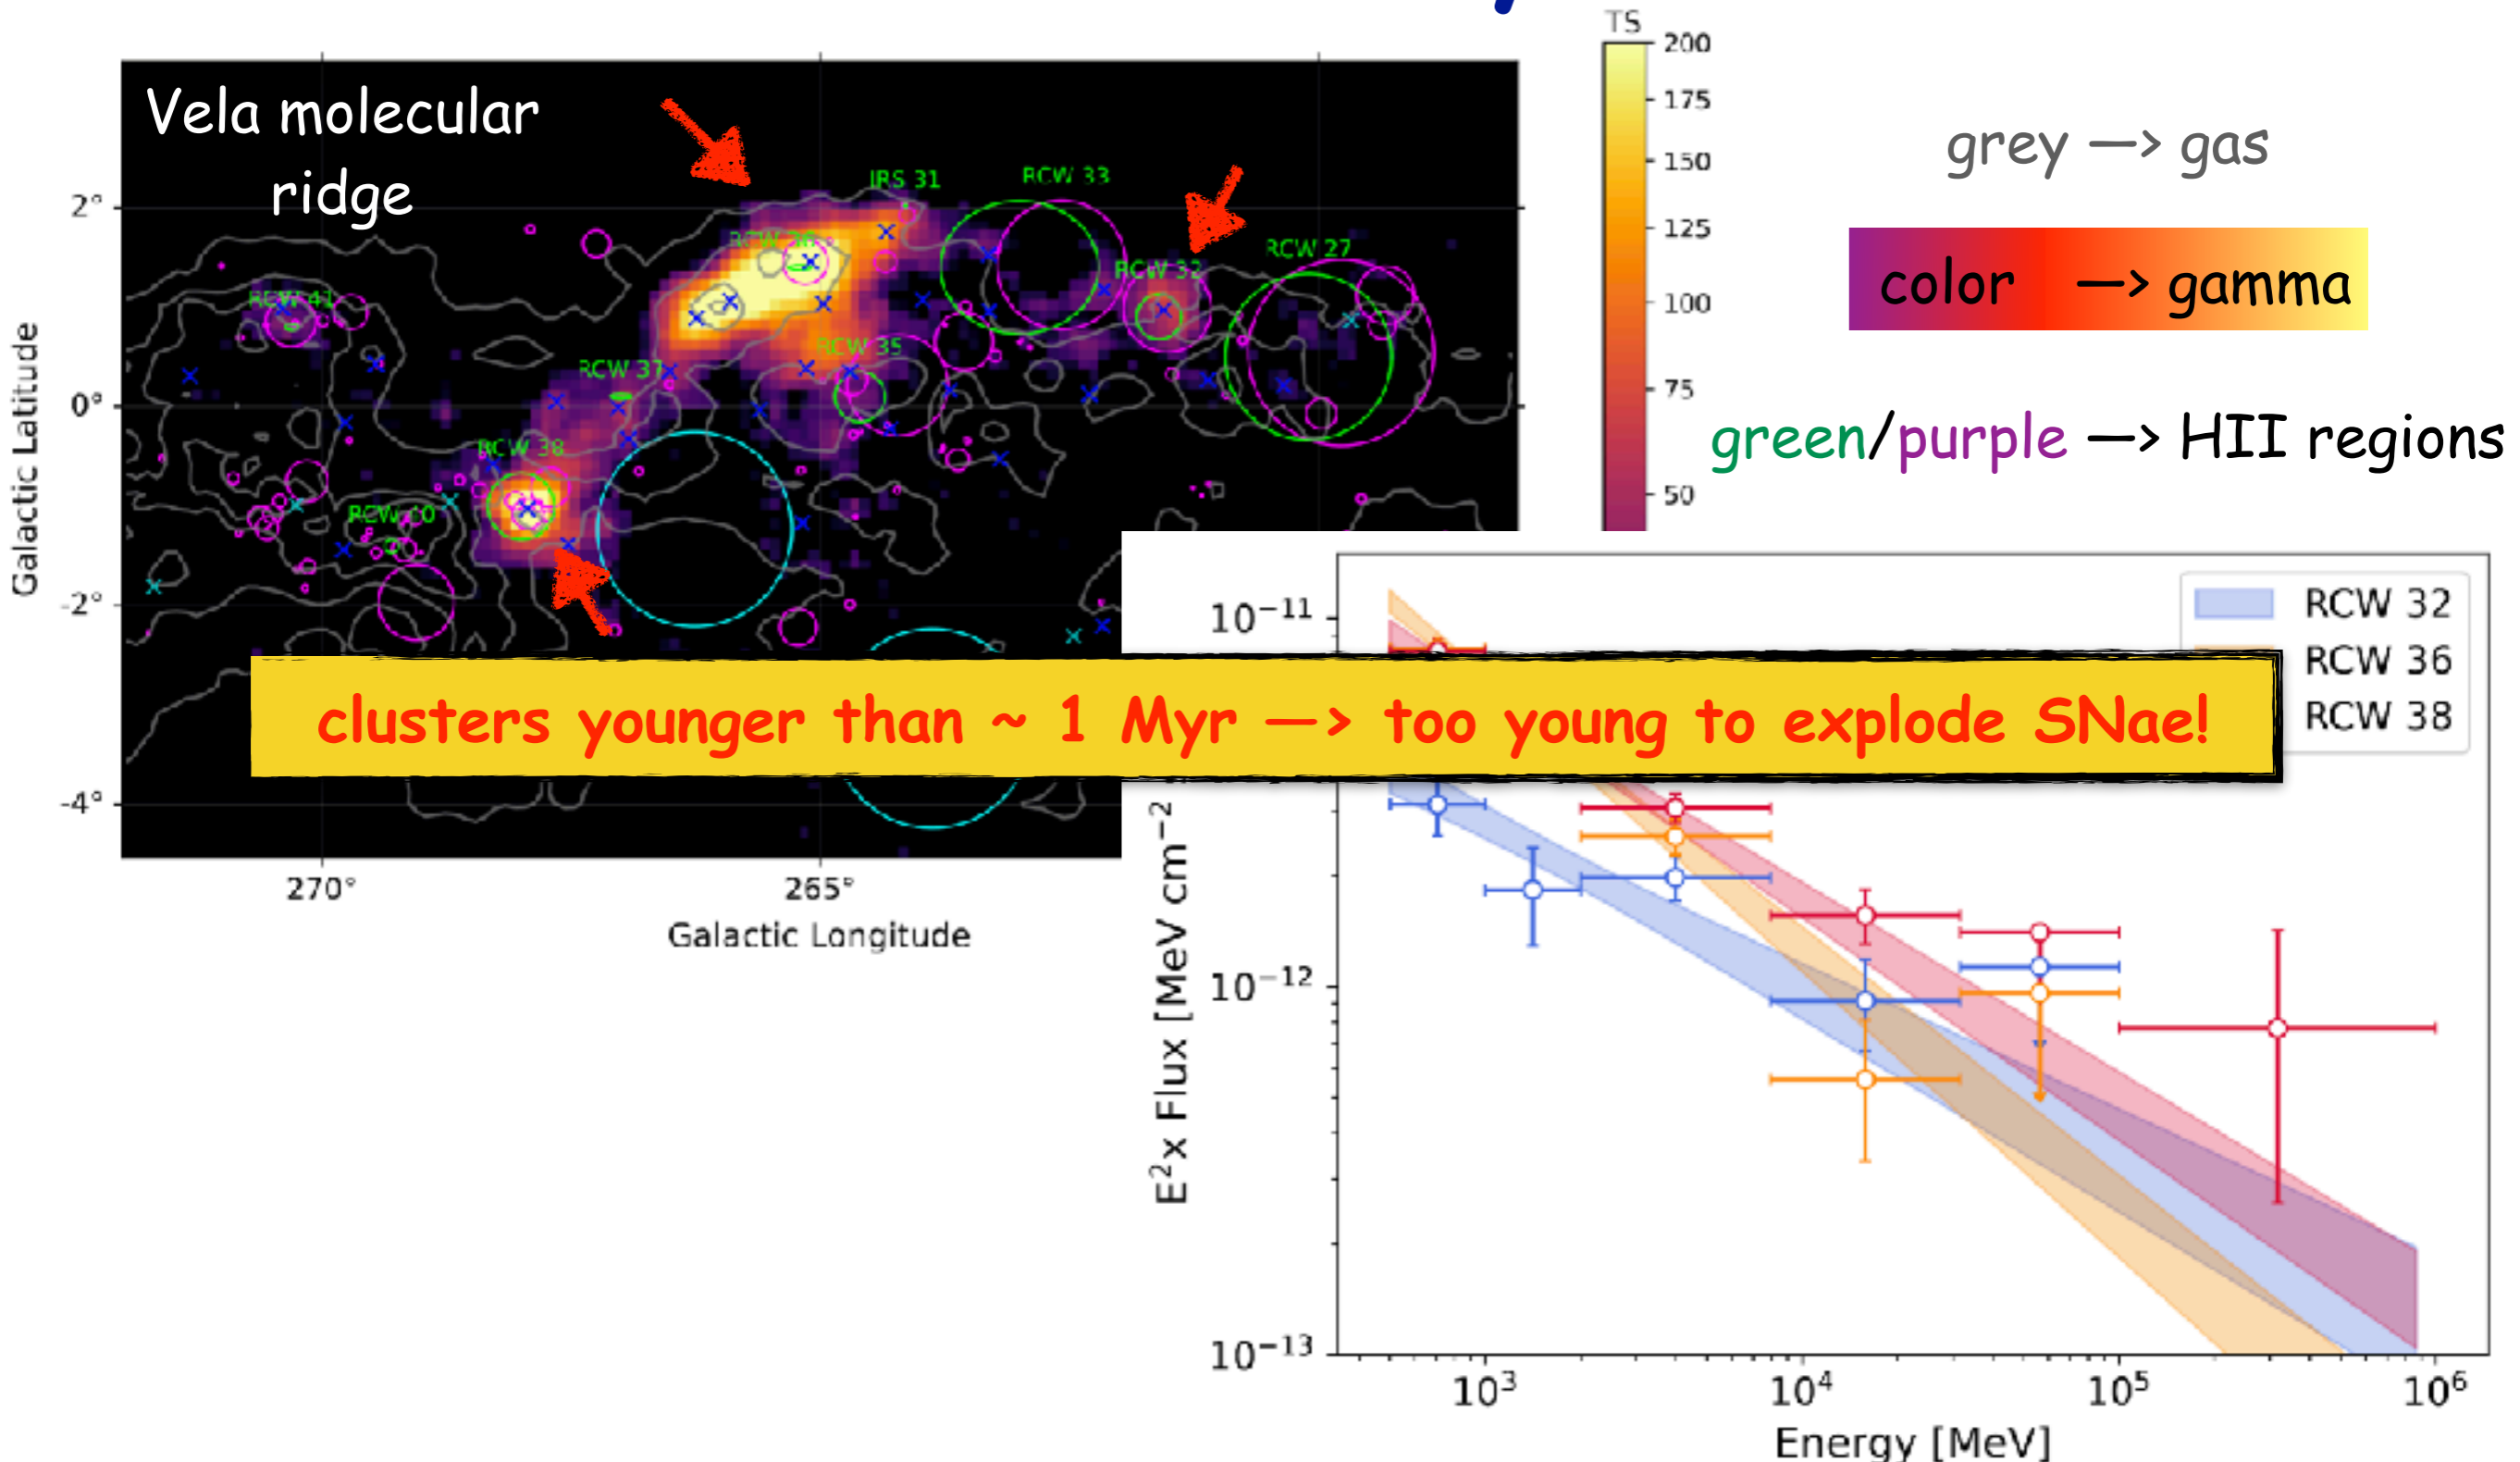 TS
200
175
150
125
100
75
50
Vela molecular
ridge
IRS 31
RCW 33
RCW 36
RCW 32
RCW 27
RCW 41
RCW 35
RCW 37
RCW 38
RCW 40
2°
0°
-2°
-4°
Galactic Latitude
270°
265°
Galactic Longitude
grey —> gas
color —> gamma
green/purple —> HII regions
clusters younger than ~ 1 Myr —> too young to explode SNae!
RCW 32
RCW 36
RCW 38
10⁻¹¹
10⁻¹²
10⁻¹³
E²x Flux [MeV cm⁻²
10³
10⁴
10⁵
10⁶
Energy [MeV]